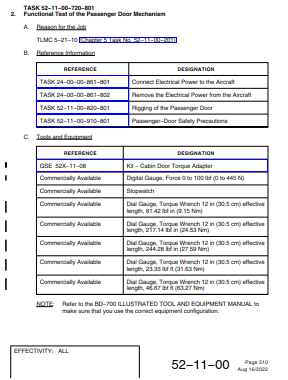 TASK 52-11-00-720-801
2. Functional Test of the Passenger Door Mechanism
A. Reason for the Job
TLMC 5-21-10 (Chapter 5 Task No. 52-11-00-201)
B. Reference Information
REFERENCE DESIGNATION
TASK 24-00-00-861-801 Connect Electrical Power to the Aircraft
TASK 24-00-00-861-802 Remove the Electrical Power from the Aircraft
TASK 52-11-00-820-801 Rigging of the Passenger Door
TASK 52-11-00-910-801 Passenger-Door Safety Precautions
C. Tools and Equipment
REFERENCE DESIGNATION
GSE 52X-11-08 Kit - Cabin Door Torque Adapter
Commercially Available Digital Gauge, Force 0 to 100 lbf (0 to 445 N)
Commercially Available Stopwatch
Commercially Available Dial Gauge, Torque Wrench 12 in (30.5 cm) effective
length, 81.42 lbf in (9.15 Nm)
Commercially Available Dial Gauge, Torque Wrench 12 in (30.5 cm) effective
length, 217.14 lbf in (24.53 Nm)
Commercially Available Dial Gauge, Torque Wrench 12 in (30.5 cm) effective
length, 244.28 lbf in (27.59 Nm)
Commercially Available Dial Gauge, Torque Wrench 12 in (30.5 cm) effective
length, 23.33 lbf ft (31.63 Nm)
Commercially Available Dial Gauge, Torque Wrench 12 in (30.5 cm) effective
length, 46.67 lbf ft (63.27 Nm)
NOTE: Refer to the BD-700 ILLUSTRATED TOOL AND EQUIPMENT MANUAL to
make sure that you use the correct equipment configuration.
EFFECTIVITY: ALL
52-11-00
Page 510
Aug 16/2022